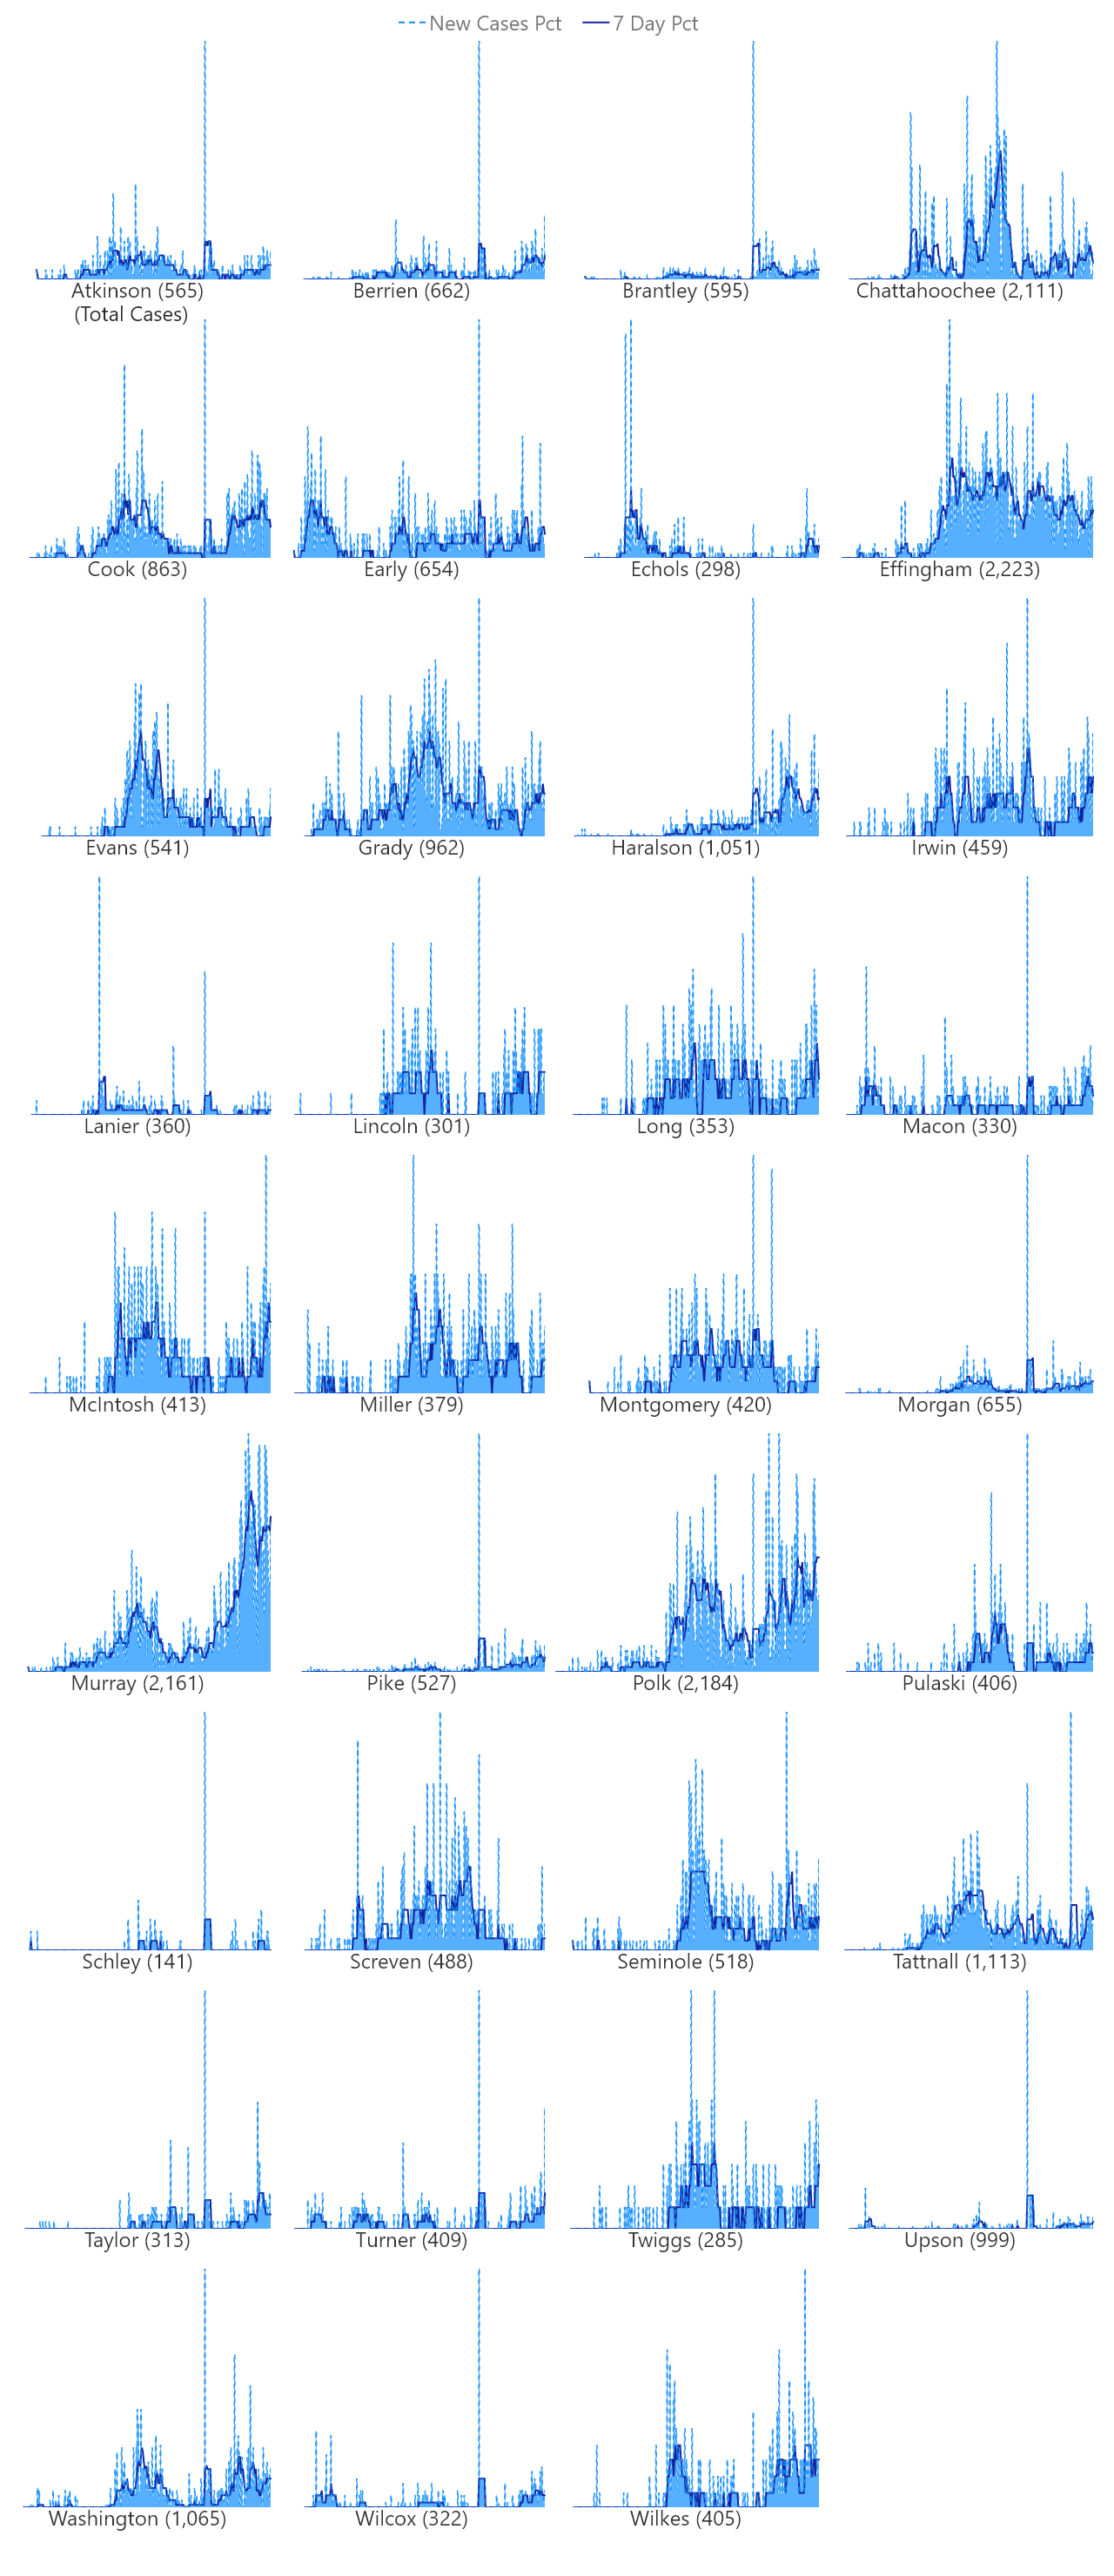 New Cases Pct 7 Day Pct
Atkinson (565) Berrien (662) Brantley (595) Chattahoochee (2,111)
(Total Cases)
Cook (863) Early (654) Echols (298) Effingham (2,223)
Evans (541) Grady (962) Haralson (1,051) Irwin (459)
Lanier (360) Lincoln (301) Long (353) Macon (330)
McIntosh (413) Miller (379) Montgomery (420) Morgan (655)
Murray (2,161) Pike (527) Polk (2,184) Pulaski (406)
Schley (141) Screven (488) Seminole (518) Tattnall (1,113)
Taylor (313) Turner (409) Twiggs (285) Upson (999)
Washington (1,065) Wilcox (322) Wilkes (405)